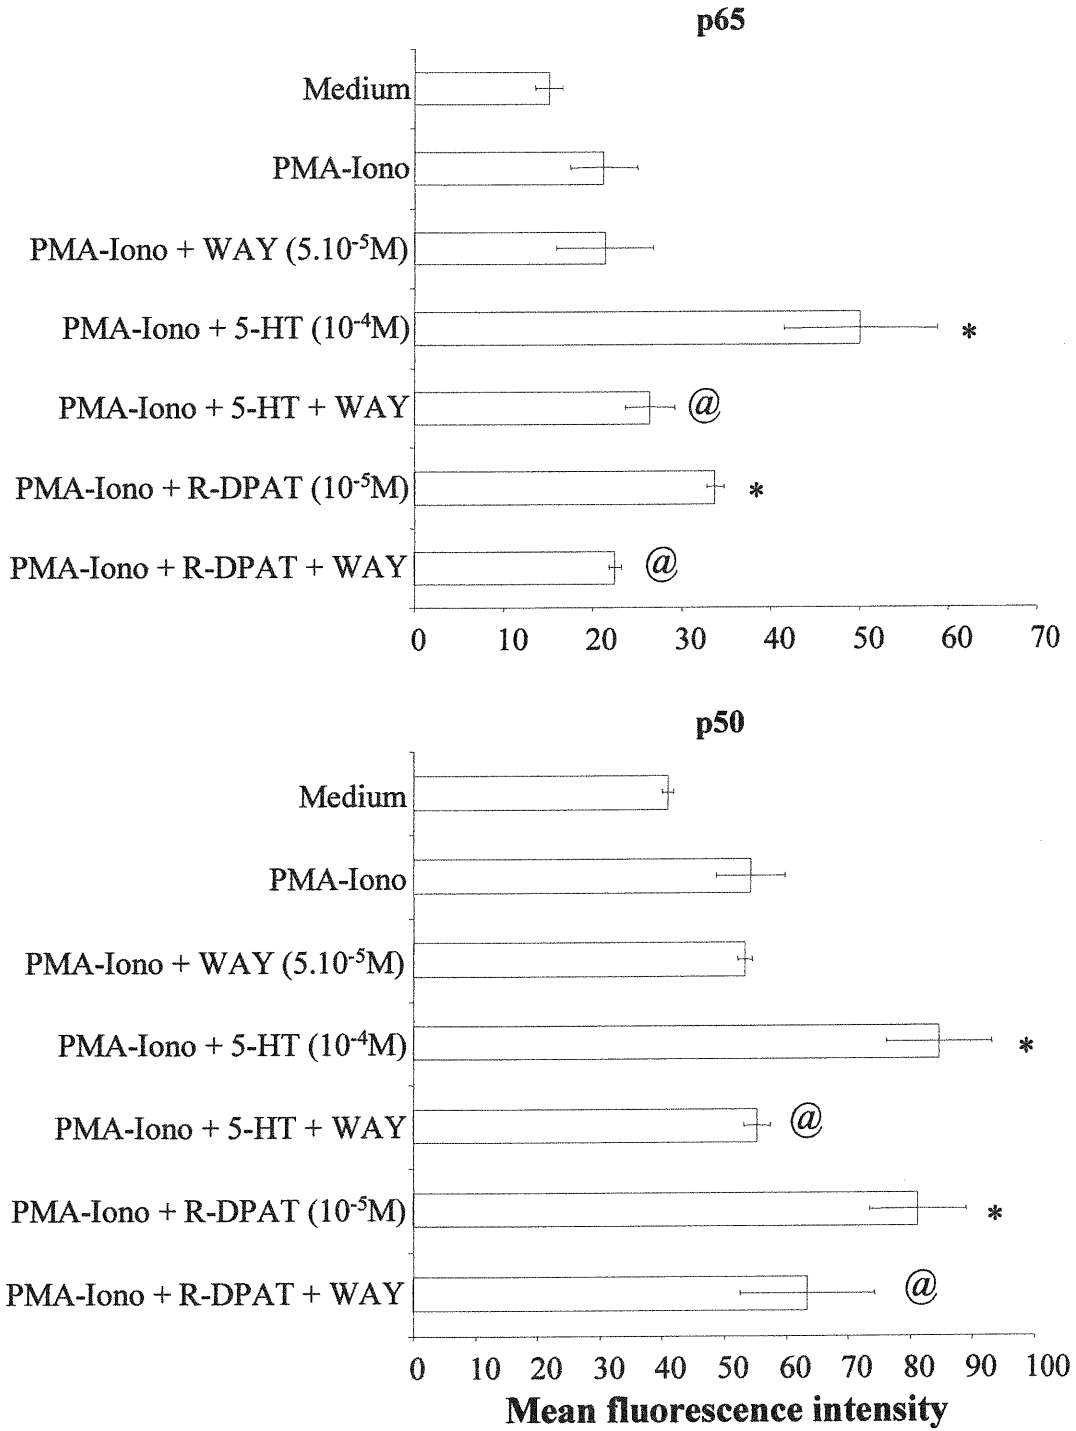 p65
Medium
PMA-Iono
PMA-Iono + WAY (5.10⁻⁵M)
PMA-Iono + 5-HT (10⁻⁴M)
*
PMA-Iono + 5-HT + WAY
@
PMA-Iono + R-DPAT (10⁻⁵M)
*
PMA-Iono + R-DPAT + WAY
@
0 10 20 30 40 50 60 70
p50
Medium
PMA-Iono
PMA-Iono + WAY (5.10⁻⁵M)
PMA-Iono + 5-HT (10⁻⁴M)
*
PMA-Iono + 5-HT + WAY
@
PMA-Iono + R-DPAT (10⁻⁵M)
*
PMA-Iono + R-DPAT + WAY
@
0 10 20 30 40 50 60 70 80 90 100
Mean fluorescence intensity